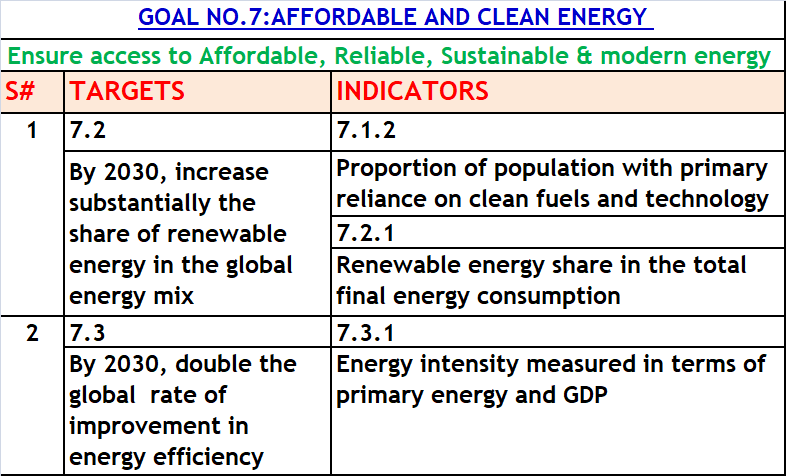 GOAL NO.7:AFFORDABLE AND CLEAN ENERGY
Ensure access to Affordable, Reliable, Sustainable & modern energy
S# TARGETS INDICATORS
1 7.2 7.1.2
By 2030, increase
substantially the
share of renewable
energy in the global
energy mix
Proportion of population with primary
reliance on clean fuels and technology
7.2.1
Renewable energy share in the total
final energy consumption
2 7.3 7.3.1
By 2030, double the
global rate of
improvement in
energy efficiency
Energy intensity measured in terms of
primary energy and GDP